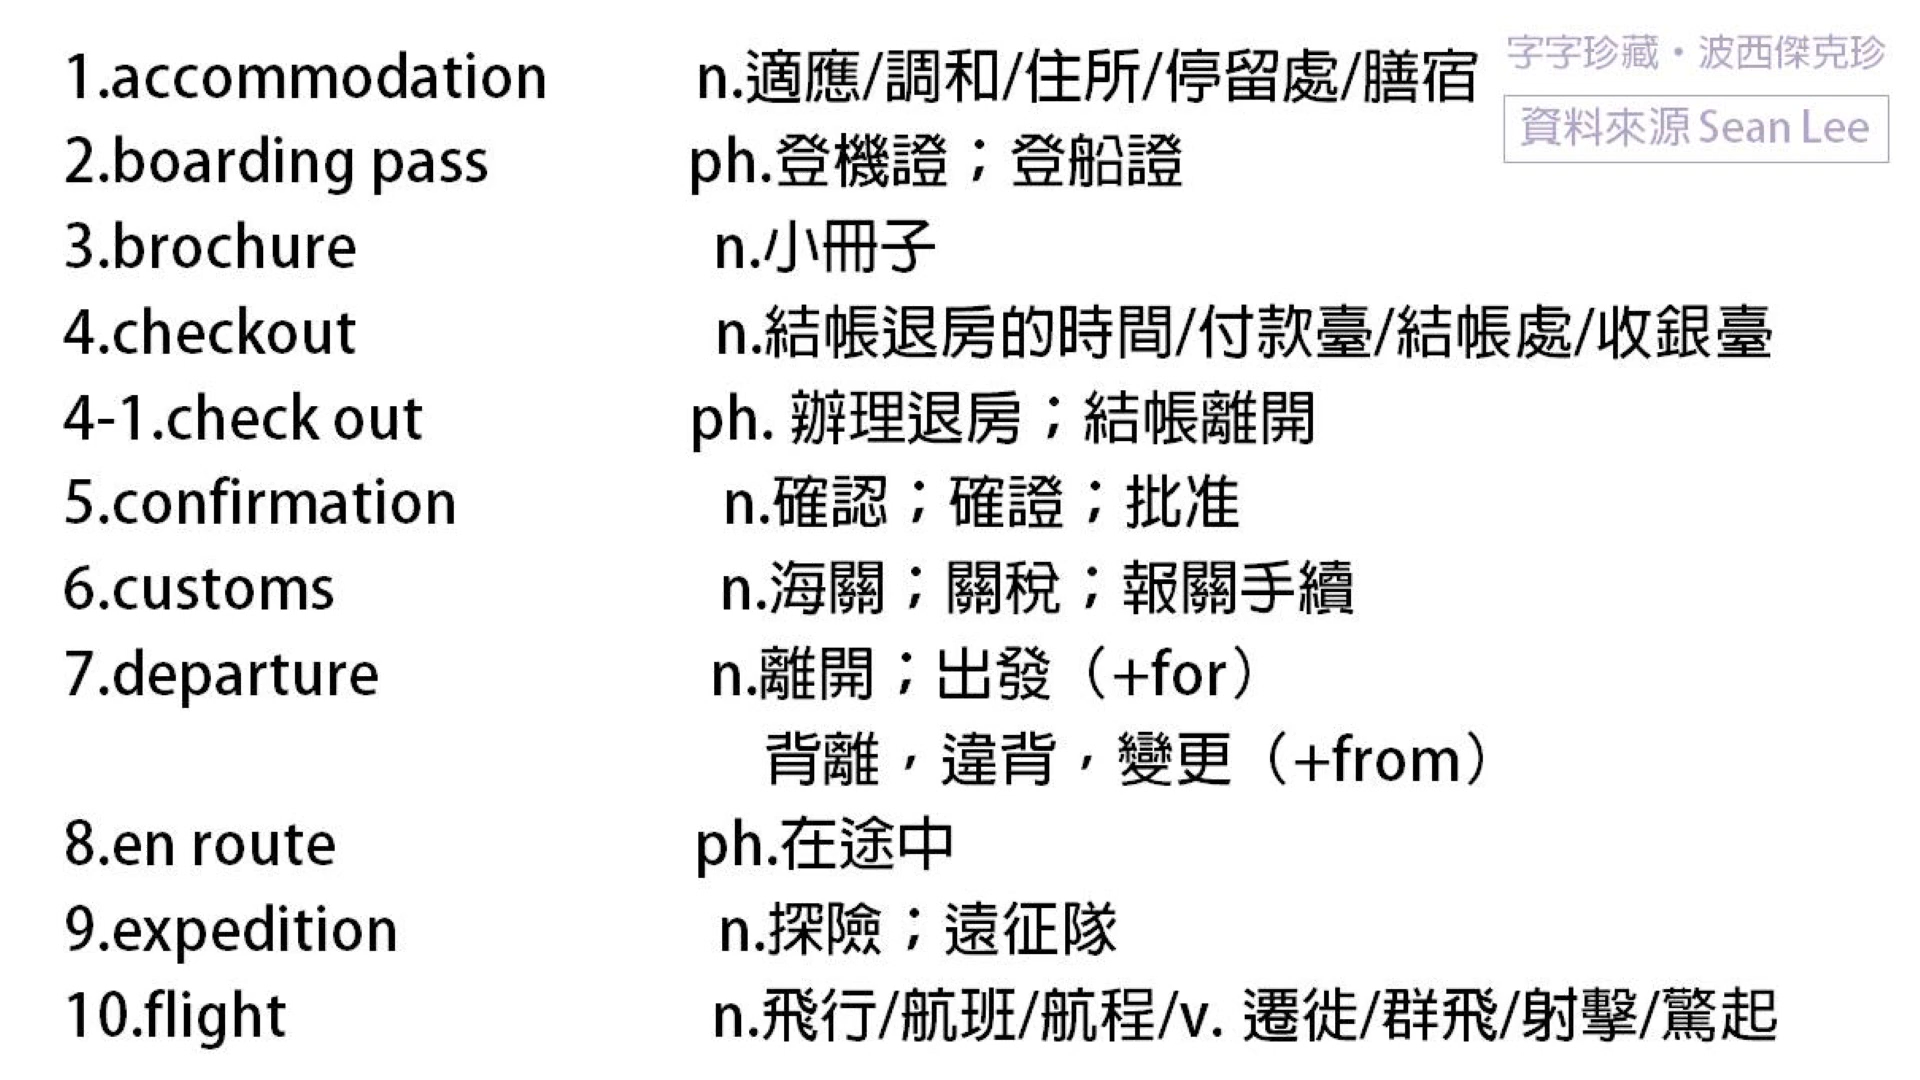 字字珍藏・波西傑克珍
資料來源 Sean Lee
1.accommodation n.適應/調和/住所/停留處/膳宿
2.boarding pass ph.登機證；登船證
3.brochure n.小冊子
4.checkout n.結帳退房的時間/付款臺/結帳處/收銀臺
4-1.check out ph. 辦理退房；結帳離開
5.confirmation n.確認；確證；批准
6.customs n.海關；關稅；報關手續
7.departure n.離開；出發（+for）
背離，違背，變更（+from）
8.en route ph.在途中
9.expedition n.探險；遠征隊
10.flight n.飛行/航班/航程/v. 遷徙/群飛/射擊/驚起